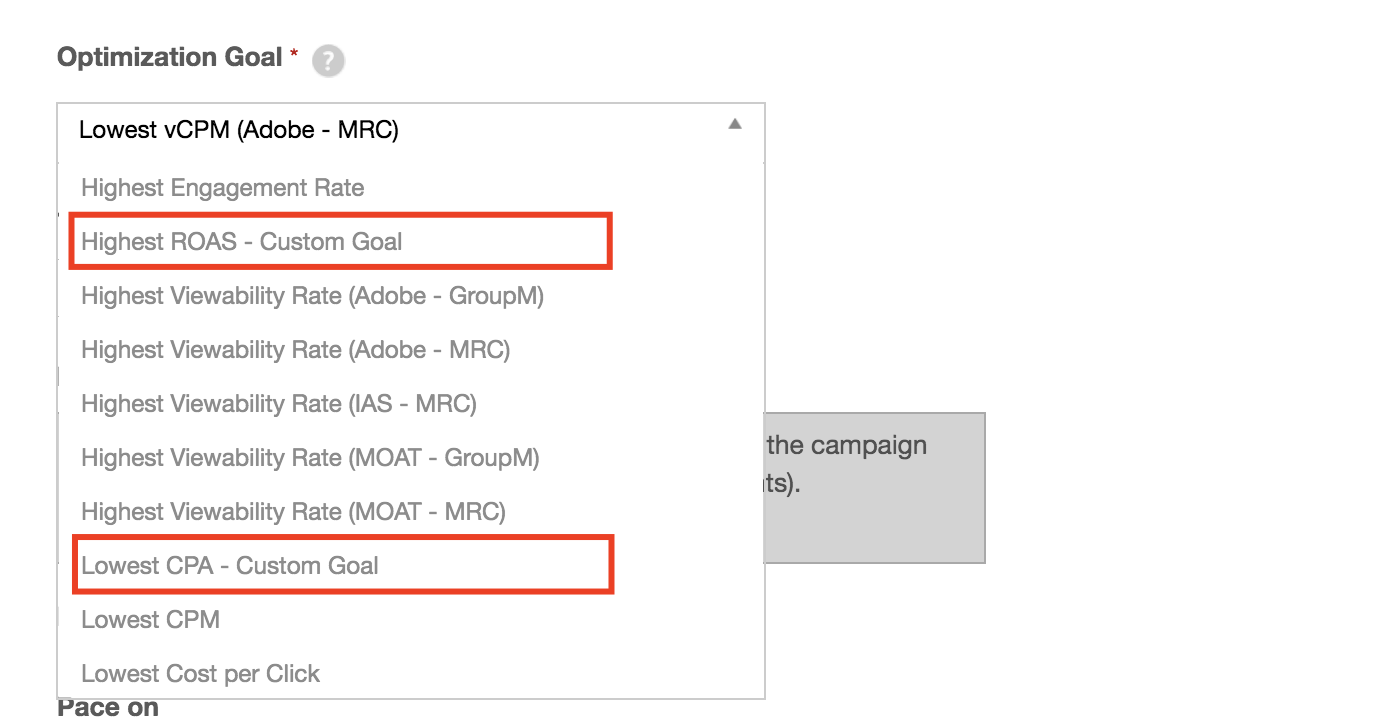 Optimization Goal * ?
Lowest vCPM (Adobe - MRC)
Highest Engagement Rate
Highest ROAS - Custom Goal
Highest Viewability Rate (Adobe - GroupM)
Highest Viewability Rate (Adobe - MRC)
Highest Viewability Rate (IAS - MRC)
Highest Viewability Rate (MOAT - GroupM)
the campaign
ts).
Highest Viewability Rate (MOAT - MRC)
Lowest CPA - Custom Goal
Lowest CPM
Lowest Cost per Click
Pace on